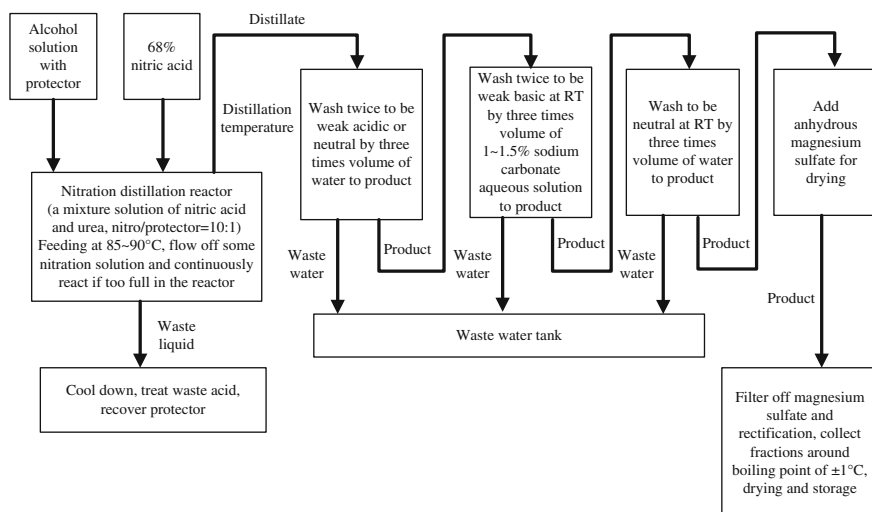 Distillate
Alcohol
solution
with
protector
68%
nitric acid
Distillation
temperature
Wash twice to be
weak acidic or
neutral by three
times volume of
water to product
Wash twice to be
weak basic at RT
by three times
volume of
1~1.5% sodium
carbonate
aqueous solution
to product
Wash to be
neutral at RT by
three times
volume of water
to product
Add
anhydrous
magnesium
sulfate for
drying
Nitration distillation reactor
(a mixture solution of nitric acid
and urea, nitro/protector=10:1)
Feeding at 85~90°C, flow off some
nitration solution and continuously
react if too full in the reactor
Waste
water
Product
Waste
water
Product
Waste
water
Product
Product
Waste
liquid
Waste water tank
Cool down, treat waste acid,
recover protector
Filter off magnesium
sulfate and
rectification, collect
fractions around
boiling point of ±1°C,
drying and storage